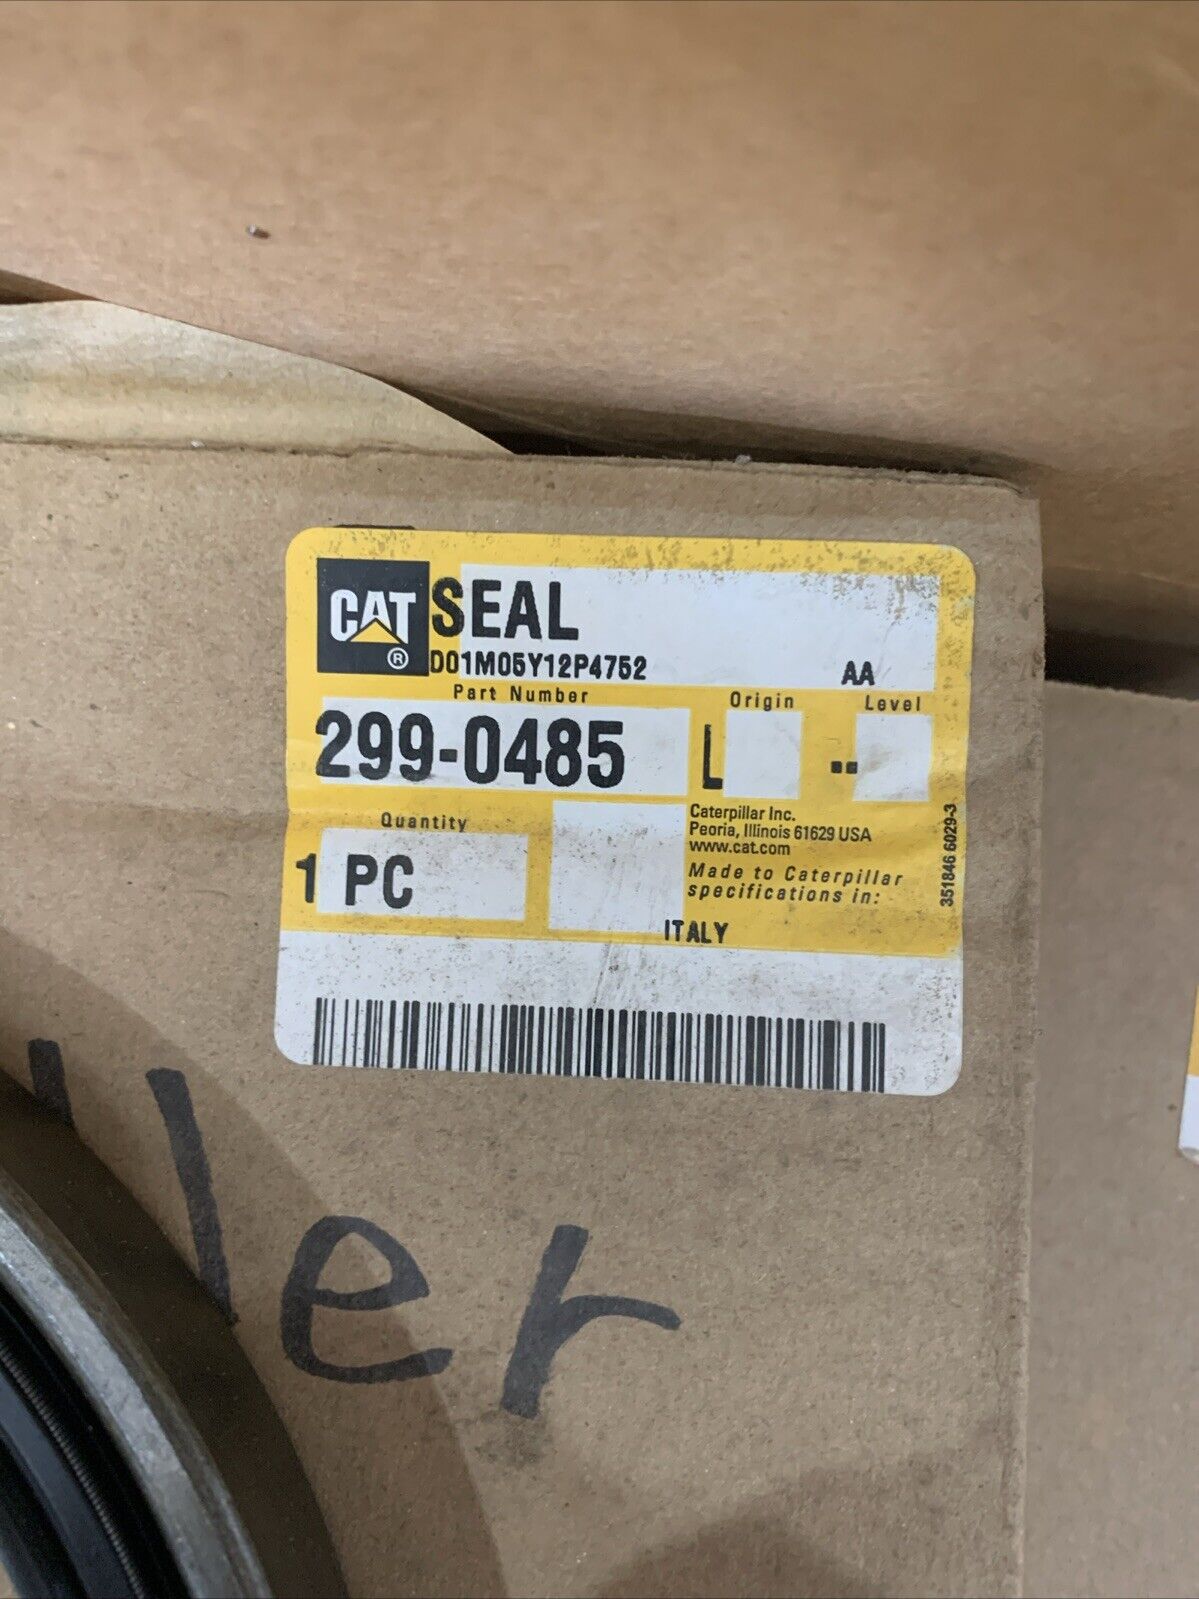 CAT ®
SEAL
D01M05Y12P4752 AA
Part Number Origin Level
299-0485 L --
Quantity
1 PC
Caterpillar Inc.
Peoria, Illinois 61629 USA
www.cat.com
Made to Caterpillar
specifications in:
ITALY
351846 6029-3
ller